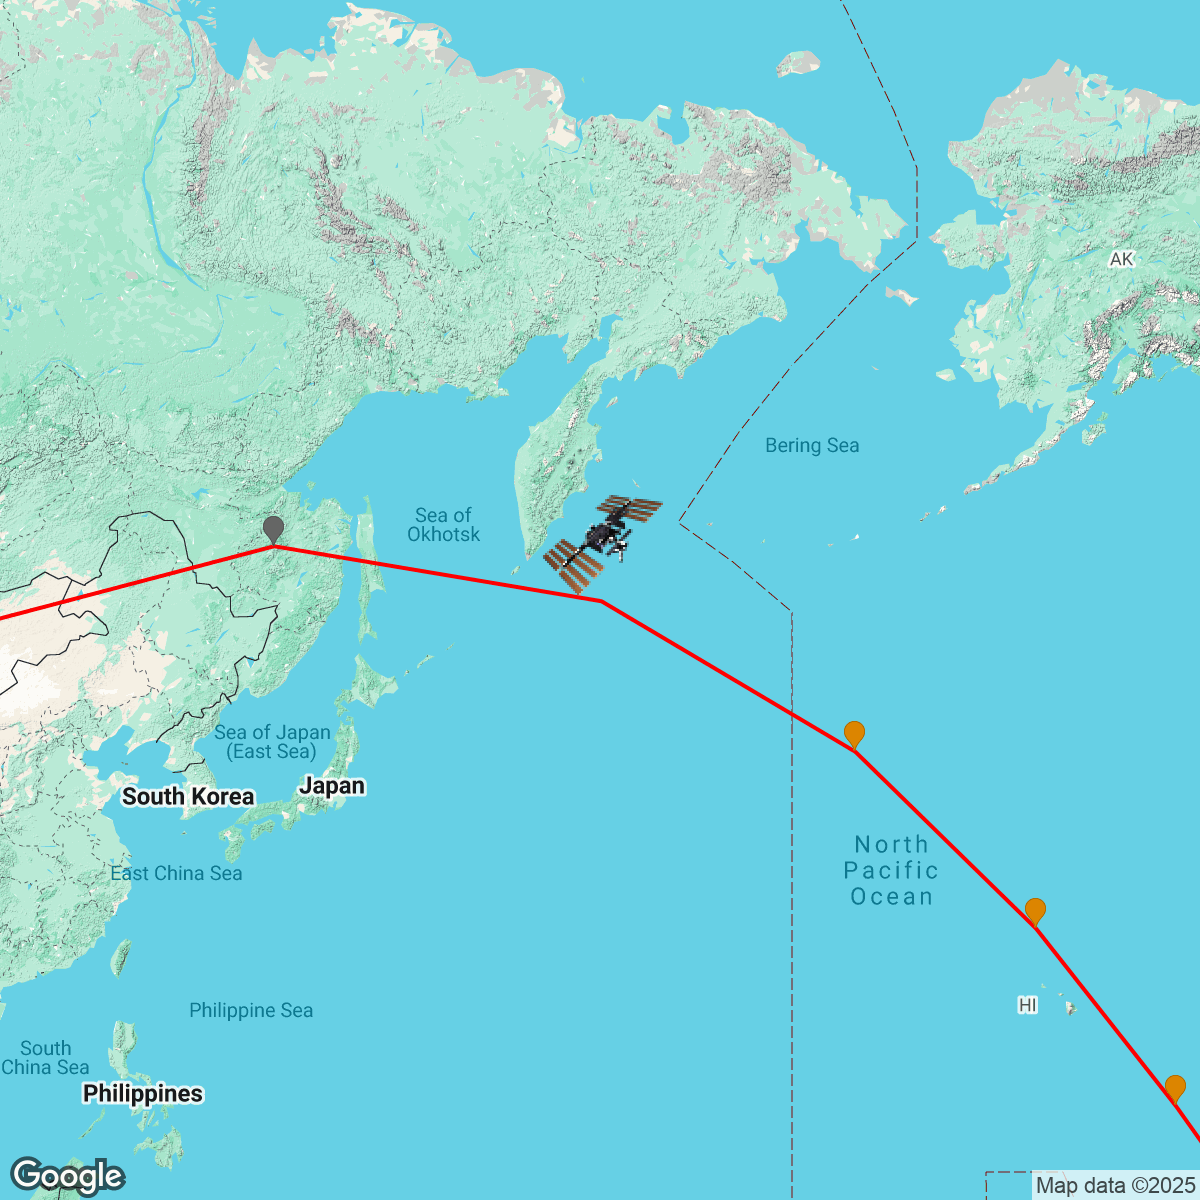 AK
Bering Sea
Sea of
Okhotsk
Sea of Japan
(East Sea)
Japan
South Korea
North
Pacific
Ocean
East China Sea
HI
Philippine Sea
South
China Sea
Philippines
Google
Map data ©2025